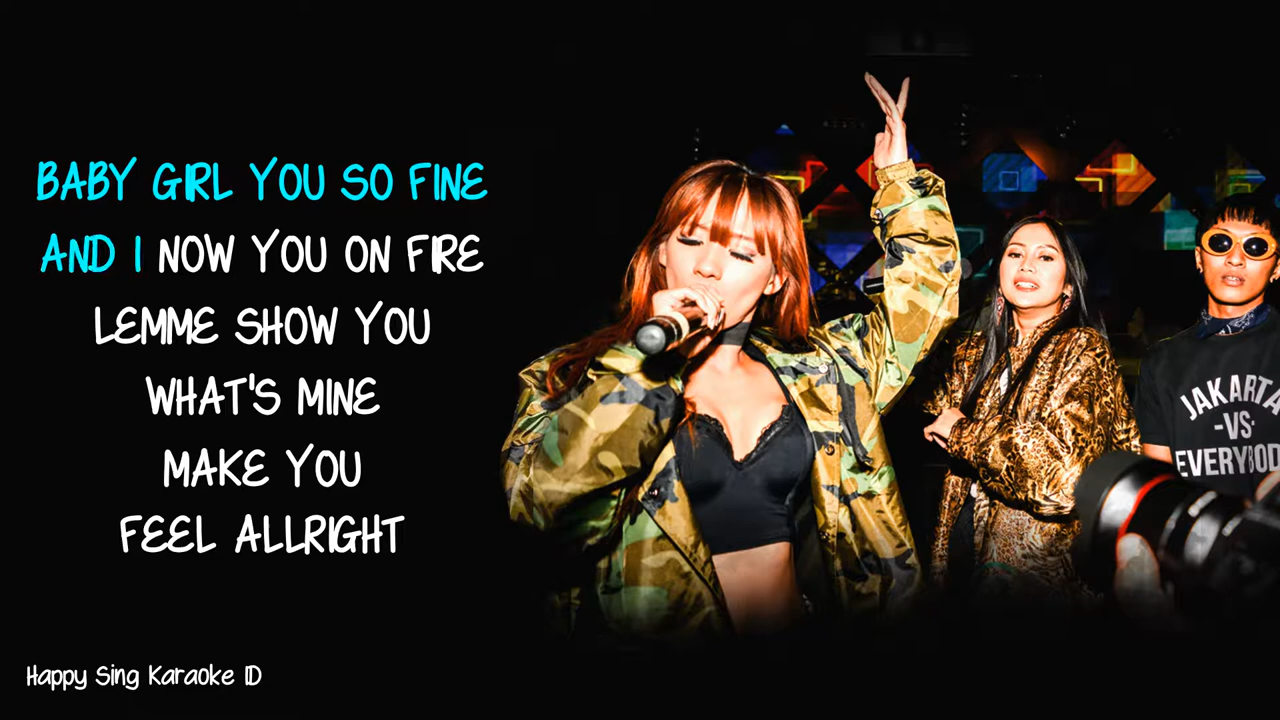 BABY GIRL YOU SO FINE
AND I NOW YOU ON FIRE
LEMME SHOW YOU
WHAT'S MINE
MAKE YOU
FEEL ALLRIGHT
JAKARTA
-VS-
EVERYBOD
Happy Sing Karaoke ID